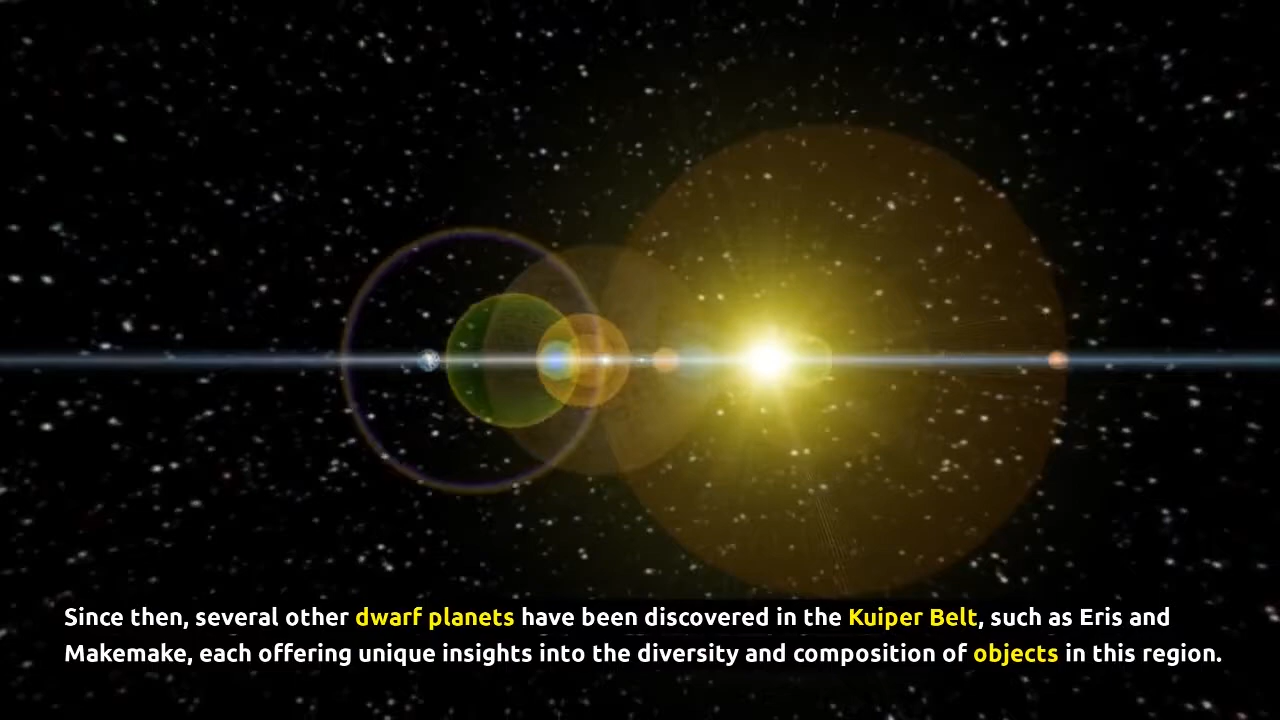 Since then, several other dwarf planets have been discovered in the Kuiper Belt, such as Eris and
Makemake, each offering unique insights into the diversity and composition of objects in this region.